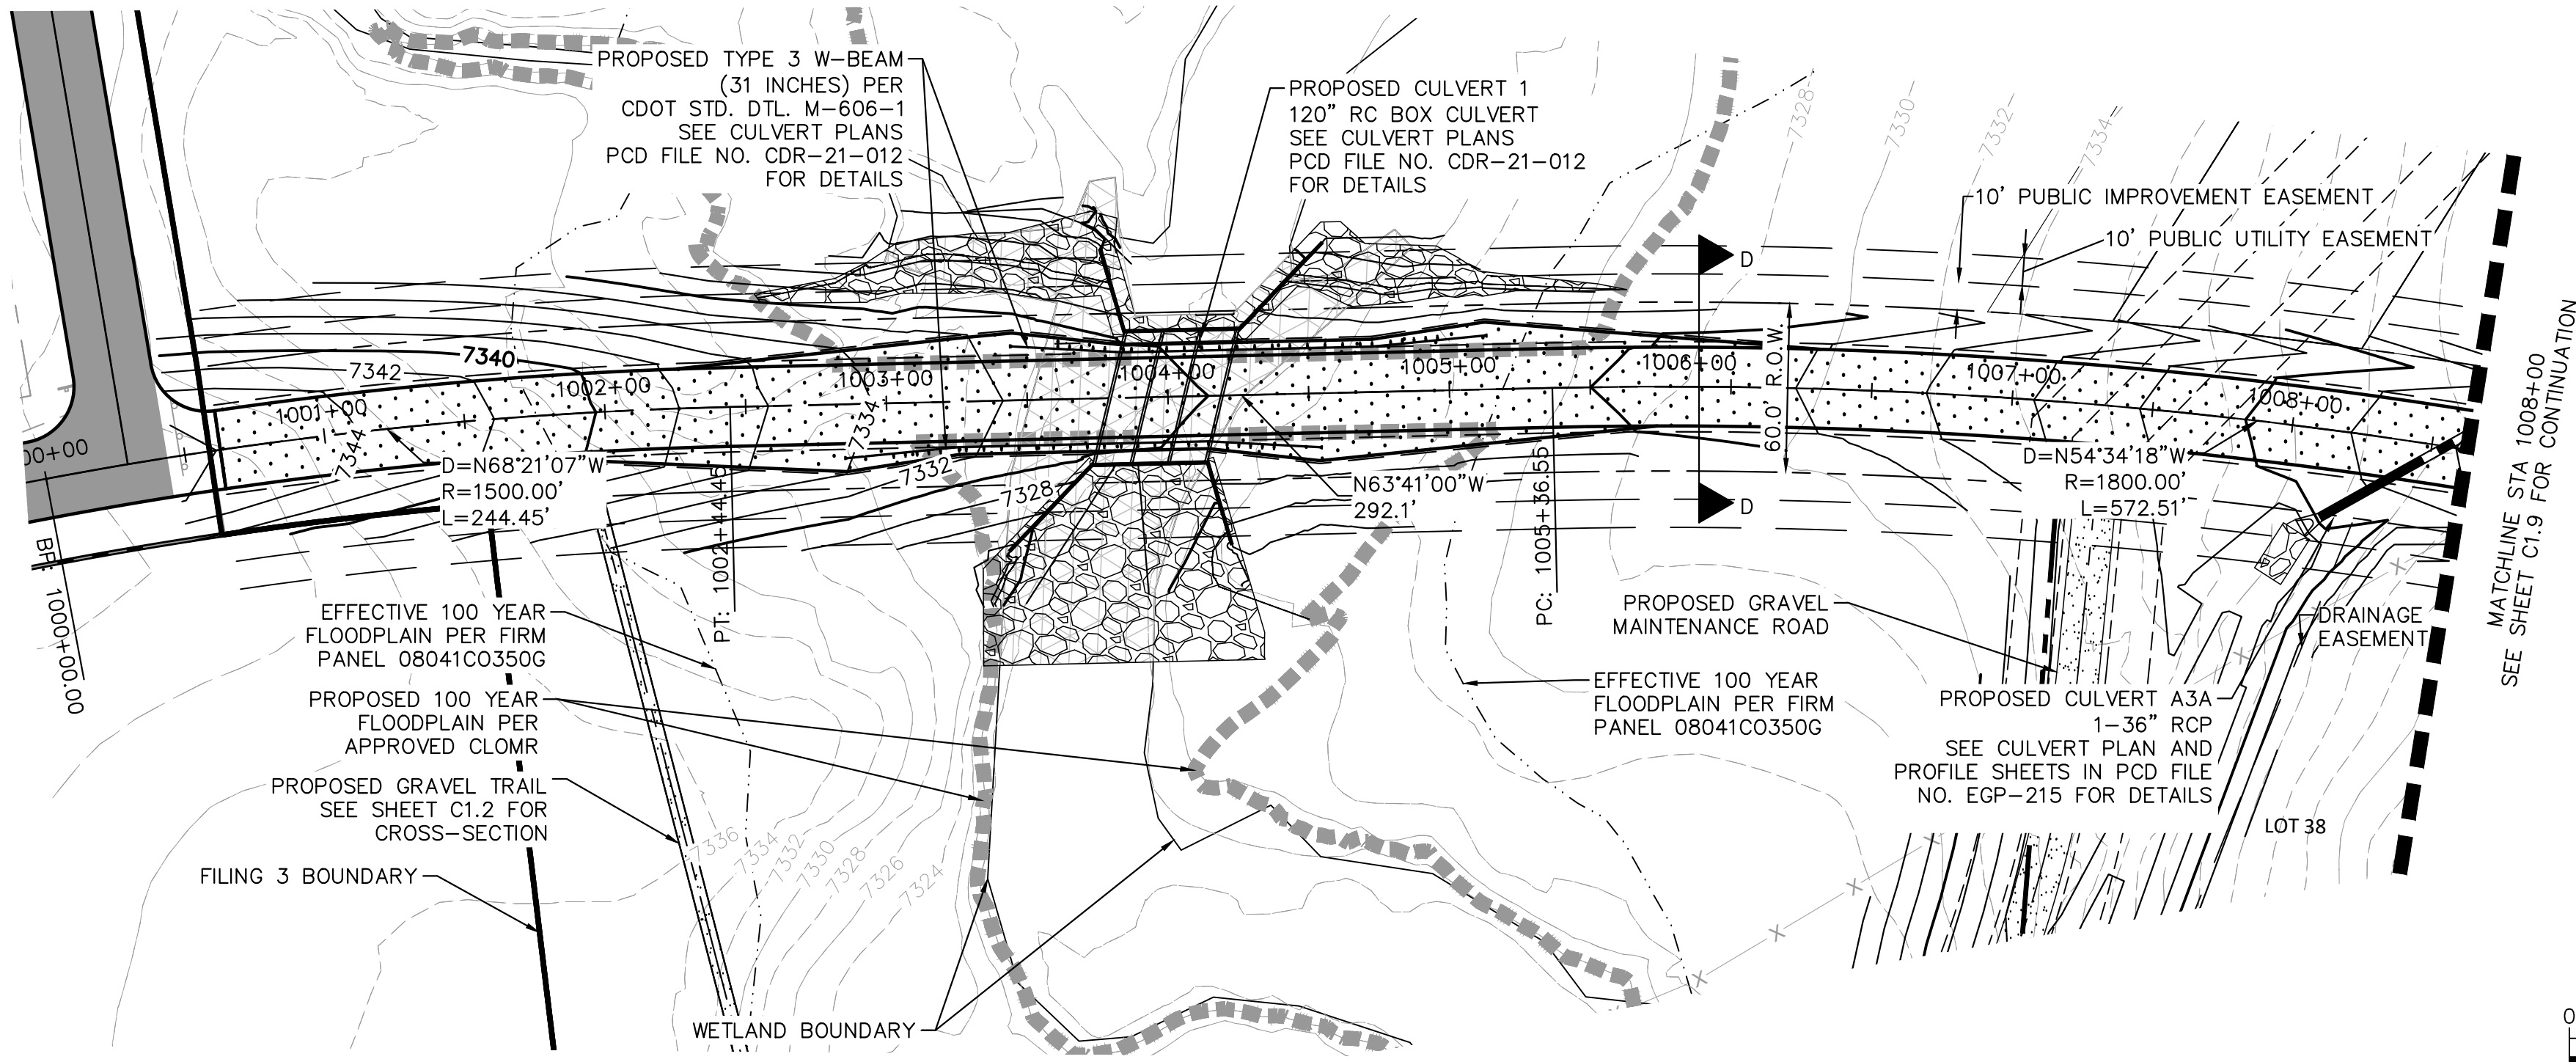 PROPOSED TYPE 3 W-BEAM
(31 INCHES) PER
CDOT STD. DTL. M-606-1
SEE CULVERT PLANS
PCD FILE NO. CDR-21-012
FOR DETAILS
PROPOSED CULVERT 1
120" RC BOX CULVERT
SEE CULVERT PLANS
PCD FILE NO. CDR-21-012
FOR DETAILS
7328
7330
7332
7334
10' PUBLIC IMPROVEMENT EASEMENT
10' PUBLIC UTILITY EASEMENT
D
7340
7342
7344
7334
7332
7328
00+00
1001+00
1002+00
1003+00
1004+00
1005+00
1006+00
1007+00
1008+00
60.0' R.O.W.
D=N68°21'07"W
R=1500.00'
L=244.45'
PT: 1002+44.45
N63°41'00"W
292.1'
PC: 1005+36.55
D
D=N54°34'18"W
R=1800.00'
L=572.51'
BP: 1000+00.00
MATCHLINE STA 1008+00
SEE SHEET C1.9 FOR CONTINUATION
EFFECTIVE 100 YEAR
FLOODPLAIN PER FIRM
PANEL 08041CO350G
PROPOSED 100 YEAR
FLOODPLAIN PER
APPROVED CLOMR
PROPOSED GRAVEL TRAIL
SEE SHEET C1.2 FOR
CROSS-SECTION
FILING 3 BOUNDARY
7336
7334
7332
7330
7328
7326
7324
WETLAND BOUNDARY
PROPOSED GRAVEL
MAINTENANCE ROAD
EFFECTIVE 100 YEAR
FLOODPLAIN PER FIRM
PANEL 08041CO350G
DRAINAGE
EASEMENT
PROPOSED CULVERT A3A
1-36" RCP
SEE CULVERT PLAN AND
PROFILE SHEETS IN PCD FILE
NO. EGP-215 FOR DETAILS
LOT 38
X
X
X
X
X
X
0